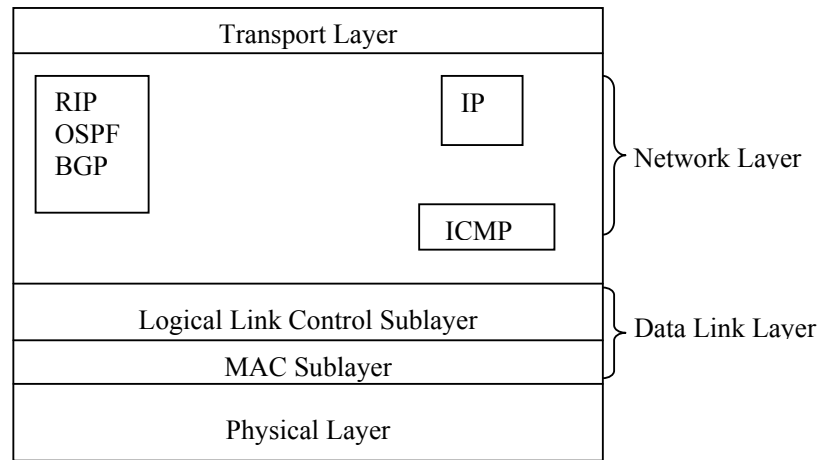 Transport Layer
RIP
OSPF
BGP
IP
ICMP
Network Layer
Logical Link Control Sublayer
MAC Sublayer
Data Link Layer
Physical Layer